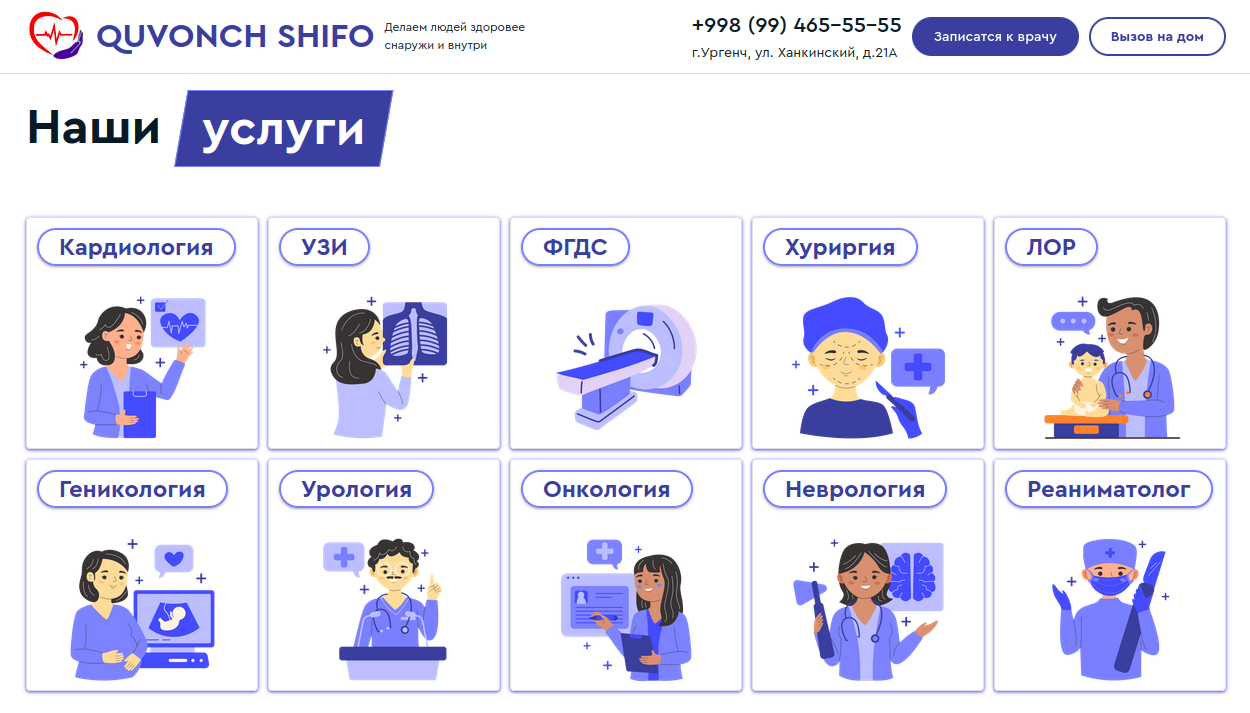 QUVONCH SHIFO
Делаем людей здоровее
снаружи и внутри
+998 (99) 465-55-55
г.Ургенч, ул. Ханкинский, д.21А
Записатся к врачу
Вызов на дом
Наши услуги
Кардиология
УЗИ
ФГДС
Хуриргия
ЛОР
Геникология
Урология
Онкология
Неврология
Реаниматолог